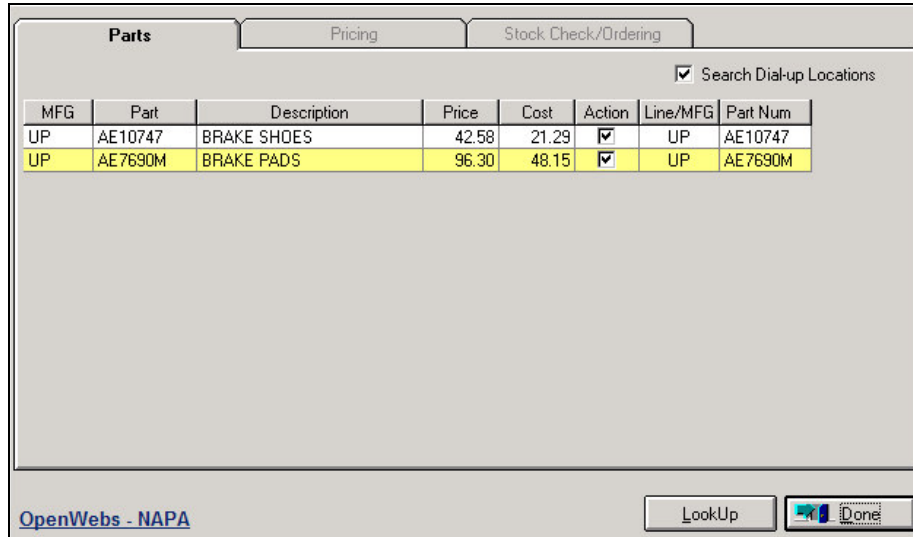 Parts Pricing Stock Check/Ordering
Search Dial-up Locations
MFG Part Description Price Cost Action Line/MFG Part Num
UP AE10747 BRAKE SHOES 42.58 21.29 UP AE10747
UP AE7690M BRAKE PADS 96.30 48.15 UP AE7690M
OpenWebs - NAPA LookUp Done